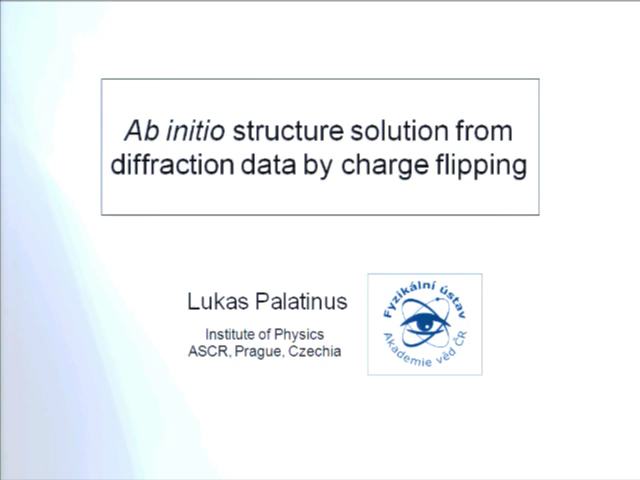 Ab initio structure solution from
diffraction data by charge flipping
Lukas Palatinus
Institute of Physics
ASCR, Prague, Czechia
Fyzikální ústav
Akademie věd ČR